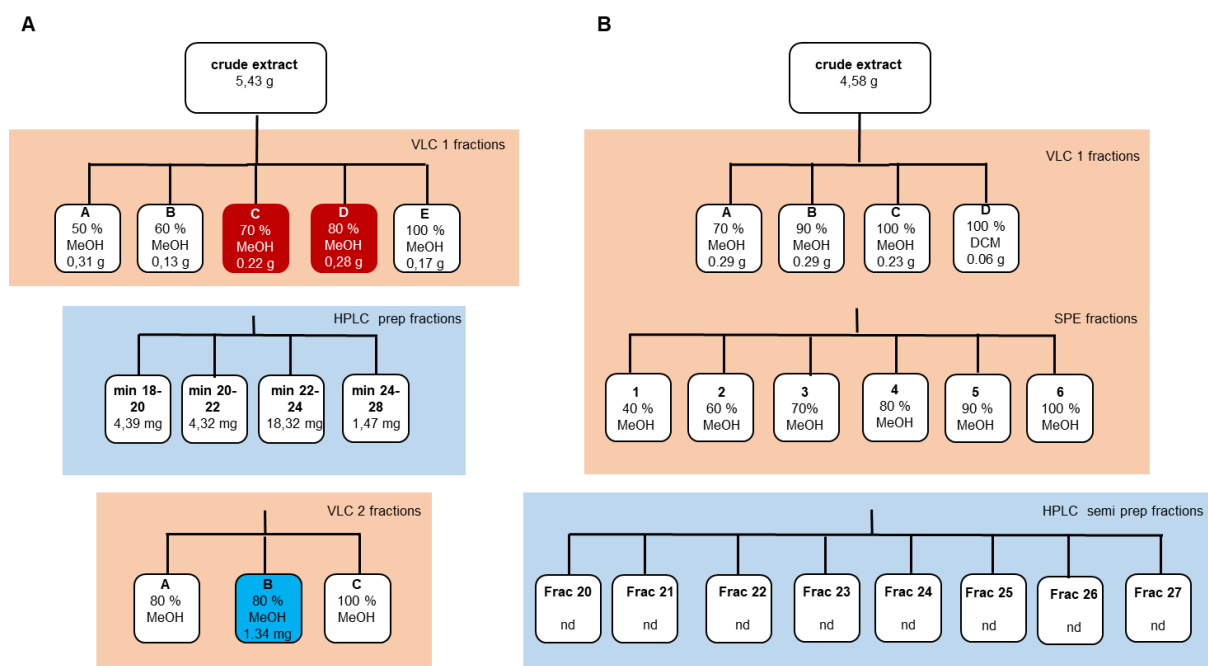 A
crude extract
5,43 g
VLC 1 fractions
A
50 %
MeOH
0,31 g
B
60 %
MeOH
0,13 g
C
70 %
MeOH
0.22 g
D
80 %
MeOH
0,28 g
E
100 %
MeOH
0,17 g
HPLC prep fractions
min 18-
20
4,39 mg
min 20-
22
4,32 mg
min 22-
24
18,32 mg
min 24-
28
1,47 mg
VLC 2 fractions
A
80 %
MeOH
B
80 %
MeOH
1.34 mg
C
100 %
MeOH
B
crude extract
4,58 g
VLC 1 fractions
A
70 %
MeOH
0.29 g
B
90 %
MeOH
0.29 g
C
100 %
MeOH
0.23 g
D
100 %
DCM
0.06 g
SPE fractions
1
40 %
MeOH
2
60 %
MeOH
3
70%
MeOH
4
80 %
MeOH
5
90 %
MeOH
6
100 %
MeOH
HPLC semi prep fractions
Frac 20
nd
Frac 21
nd
Frac 22
nd
Frac 23
nd
Frac 24
nd
Frac 25
nd
Frac 26
nd
Frac 27
nd